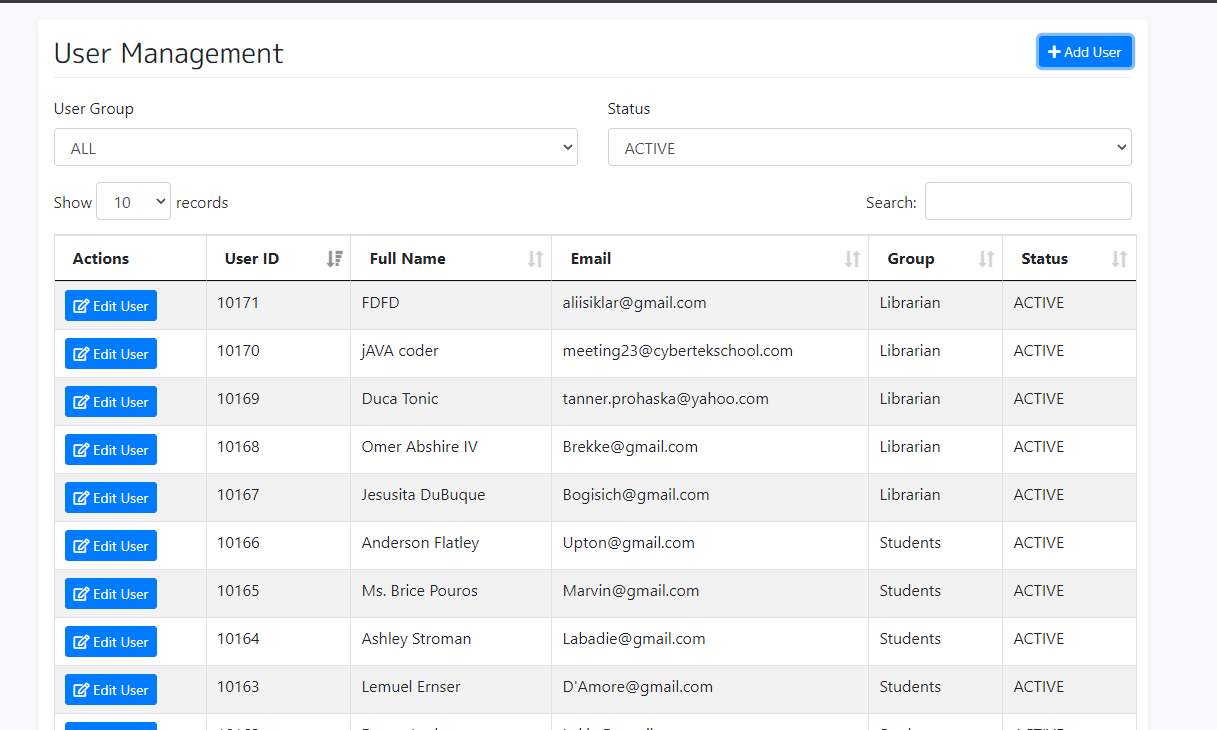 User Management
Add User
User Group Status
ALL ACTIVE
Show 10 records Search:
Actions User ID Full Name Email Group Status
Edit User 10171 FDFD aliisiklar@gmail.com Librarian ACTIVE
Edit User 10170 jAVA coder meeting23@cybertekschool.com Librarian ACTIVE
Edit User 10169 Duca Tonic tanner.prohaska@yahoo.com Librarian ACTIVE
Edit User 10168 Omer Abshire IV Brekke@gmail.com Librarian ACTIVE
Edit User 10167 Jesusita DuBuque Bogisich@gmail.com Librarian ACTIVE
Edit User 10166 Anderson Flatley Upton@gmail.com Students ACTIVE
Edit User 10165 Ms. Brice Pouros Marvin@gmail.com Students ACTIVE
Edit User 10164 Ashley Stroman Labadie@gmail.com Students ACTIVE
Edit User 10163 Lemuel Ernser D'Amore@gmail.com Students ACTIVE